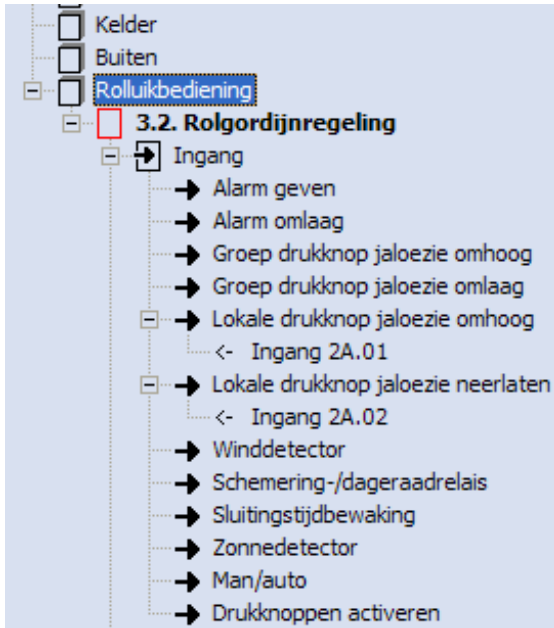 Kelder
Buiten
Rolluikbediening
3.2. Rolgordijnregeling
Ingang
Alarm geven
Alarm omlaag
Groep drukknop jaloezie omhoog
Groep drukknop jaloezie omlaag
Lokale drukknop jaloezie omhoog
<- Ingang 2A.01
Lokale drukknop jaloezie neerlaten
<- Ingang 2A.02
Winddetector
Schemering-/dageraadrelais
Sluitingstijdbewaking
Zonnedetector
Man/auto
Drukknoppen activeren